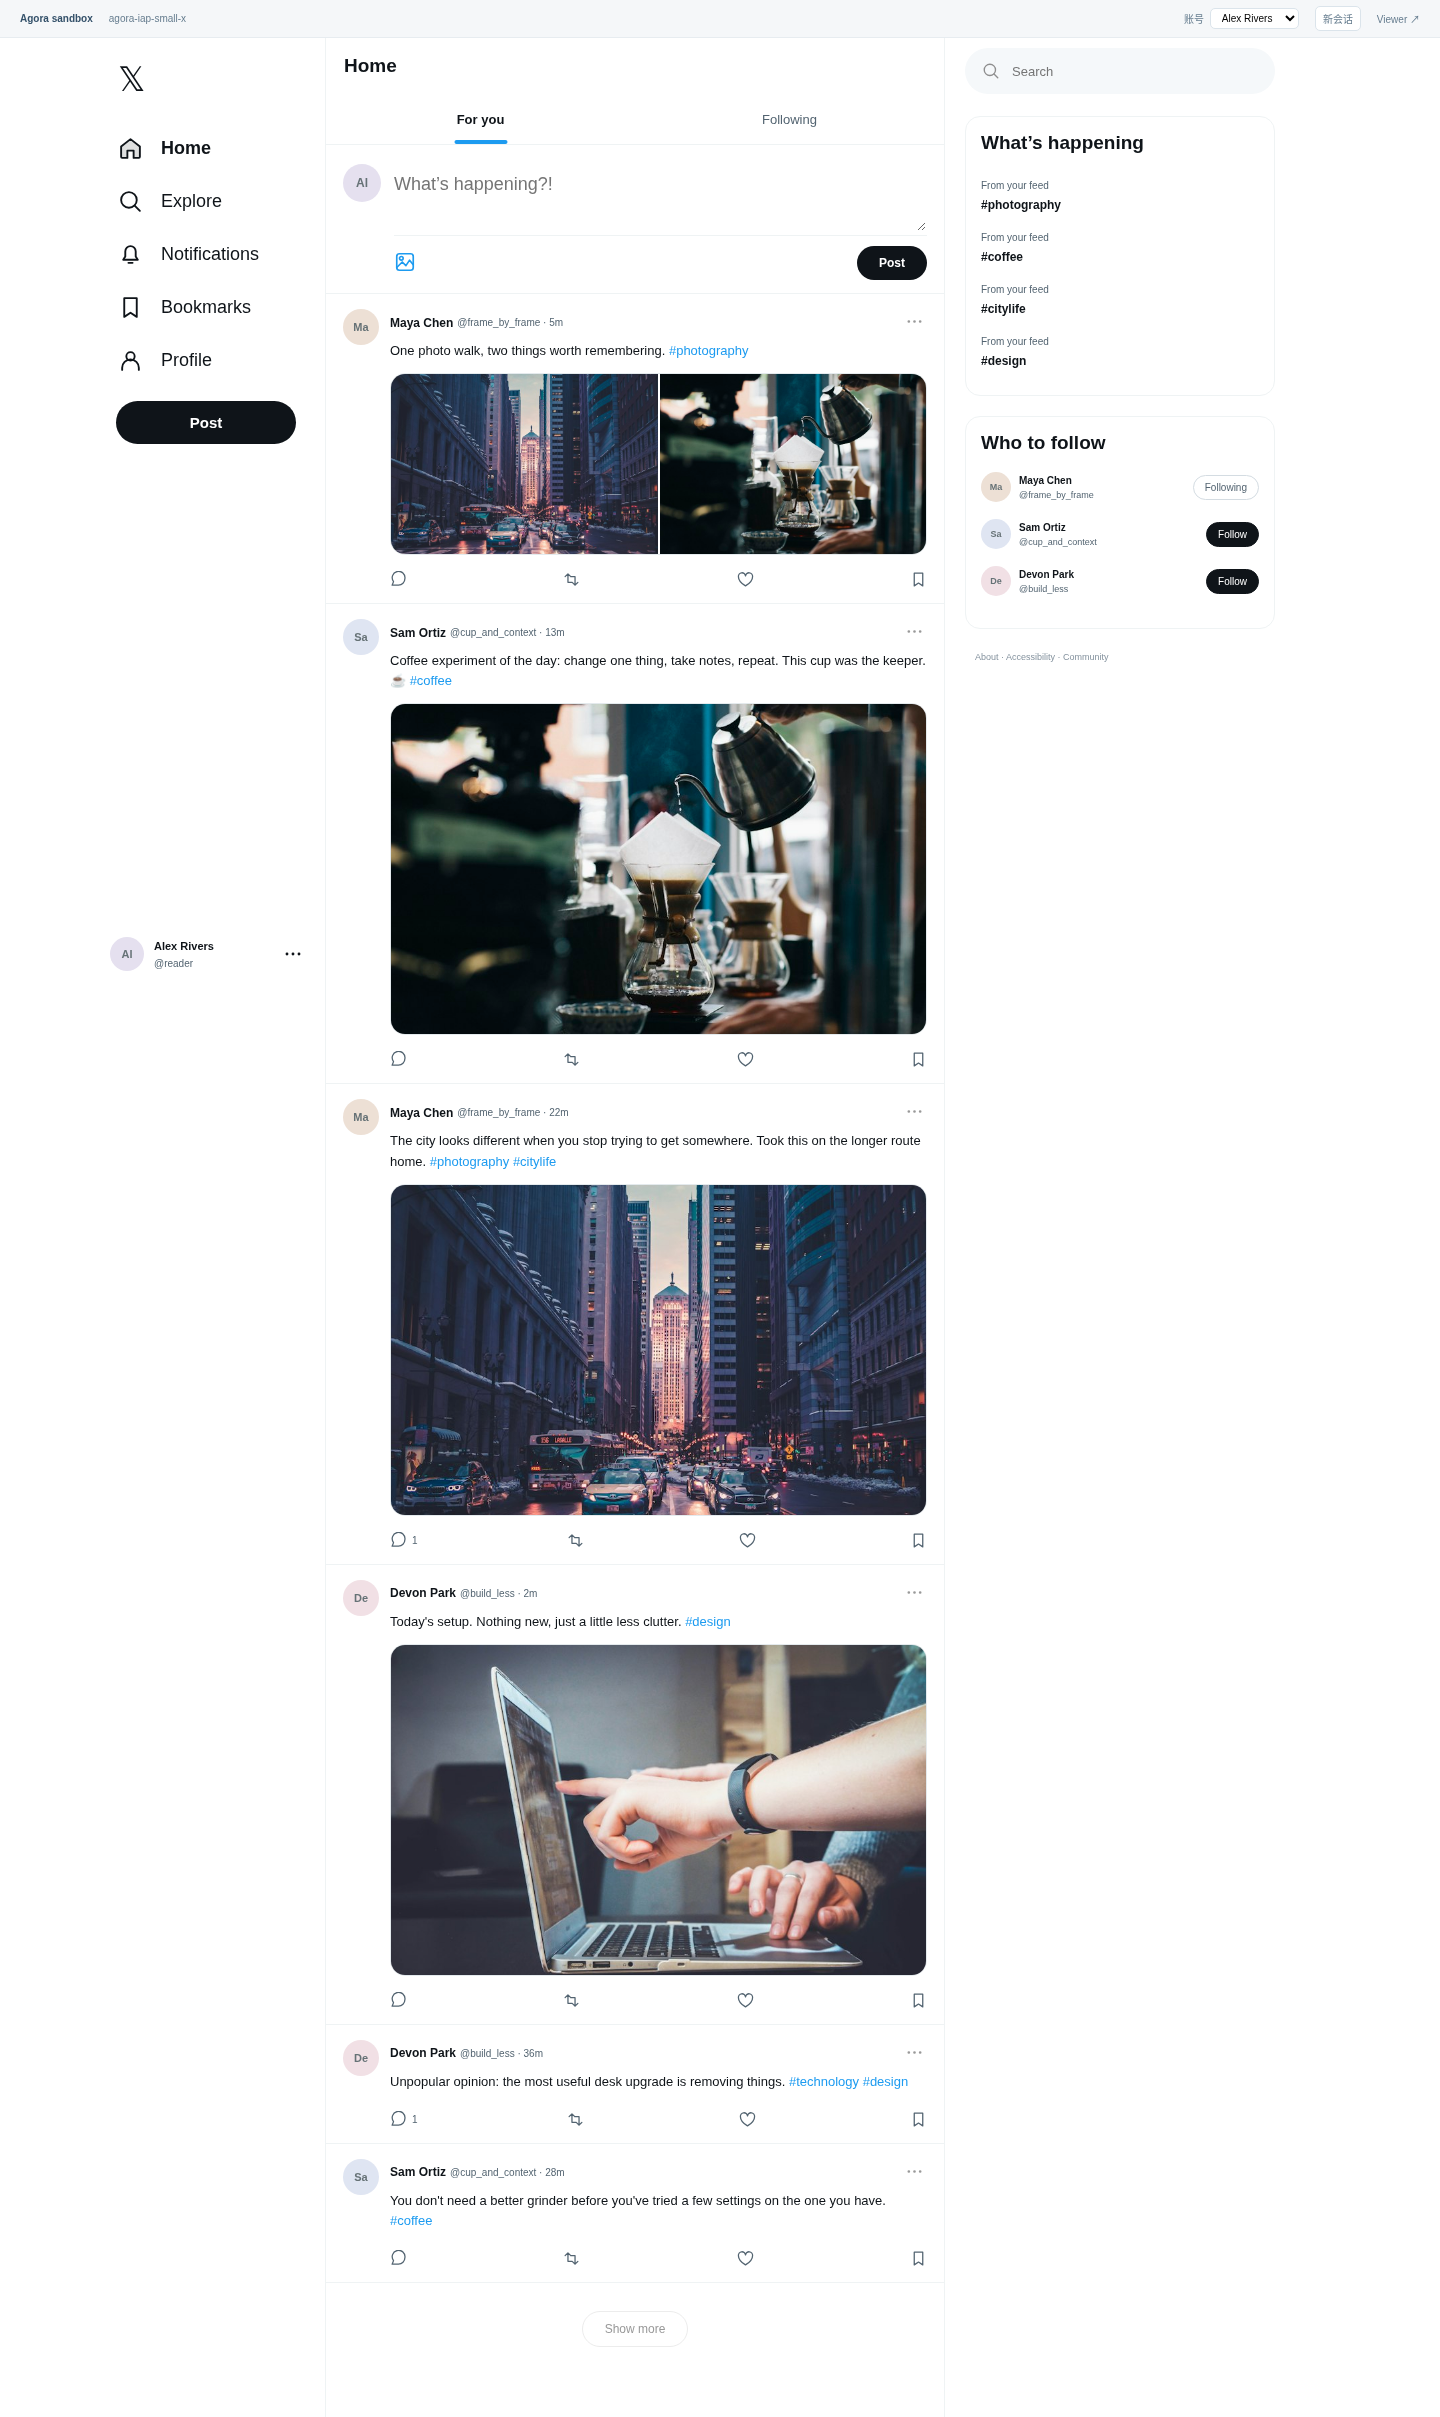 Agora sandbox agora-iap-small-x 账号 Alex Rivers 新会话 Viewer ↗
Home
Explore
Notifications
Bookmarks
Profile
Post
Alex Rivers
@reader
Home
For you Following
Al What’s happening?!
Post
Ma Maya Chen @frame_by_frame · 5m
One photo walk, two things worth remembering. #photography
Sa Sam Ortiz @cup_and_context · 13m
Coffee experiment of the day: change one thing, take notes, repeat. This cup was the keeper.
☕ #coffee
Ma Maya Chen @frame_by_frame · 22m
The city looks different when you stop trying to get somewhere. Took this on the longer route
home. #photography #citylife
156 LASALLE
1
De Devon Park @build_less · 2m
Today's setup. Nothing new, just a little less clutter. #design
De Devon Park @build_less · 36m
Unpopular opinion: the most useful desk upgrade is removing things. #technology #design
1
Sa Sam Ortiz @cup_and_context · 28m
You don't need a better grinder before you've tried a few settings on the one you have.
#coffee
Show more
Search
What’s happening
From your feed
#photography
From your feed
#coffee
From your feed
#citylife
From your feed
#design
Who to follow
Ma Maya Chen
@frame_by_frame
Following
Sa Sam Ortiz
@cup_and_context
Follow
De Devon Park
@build_less
Follow
About · Accessibility · Community
Al